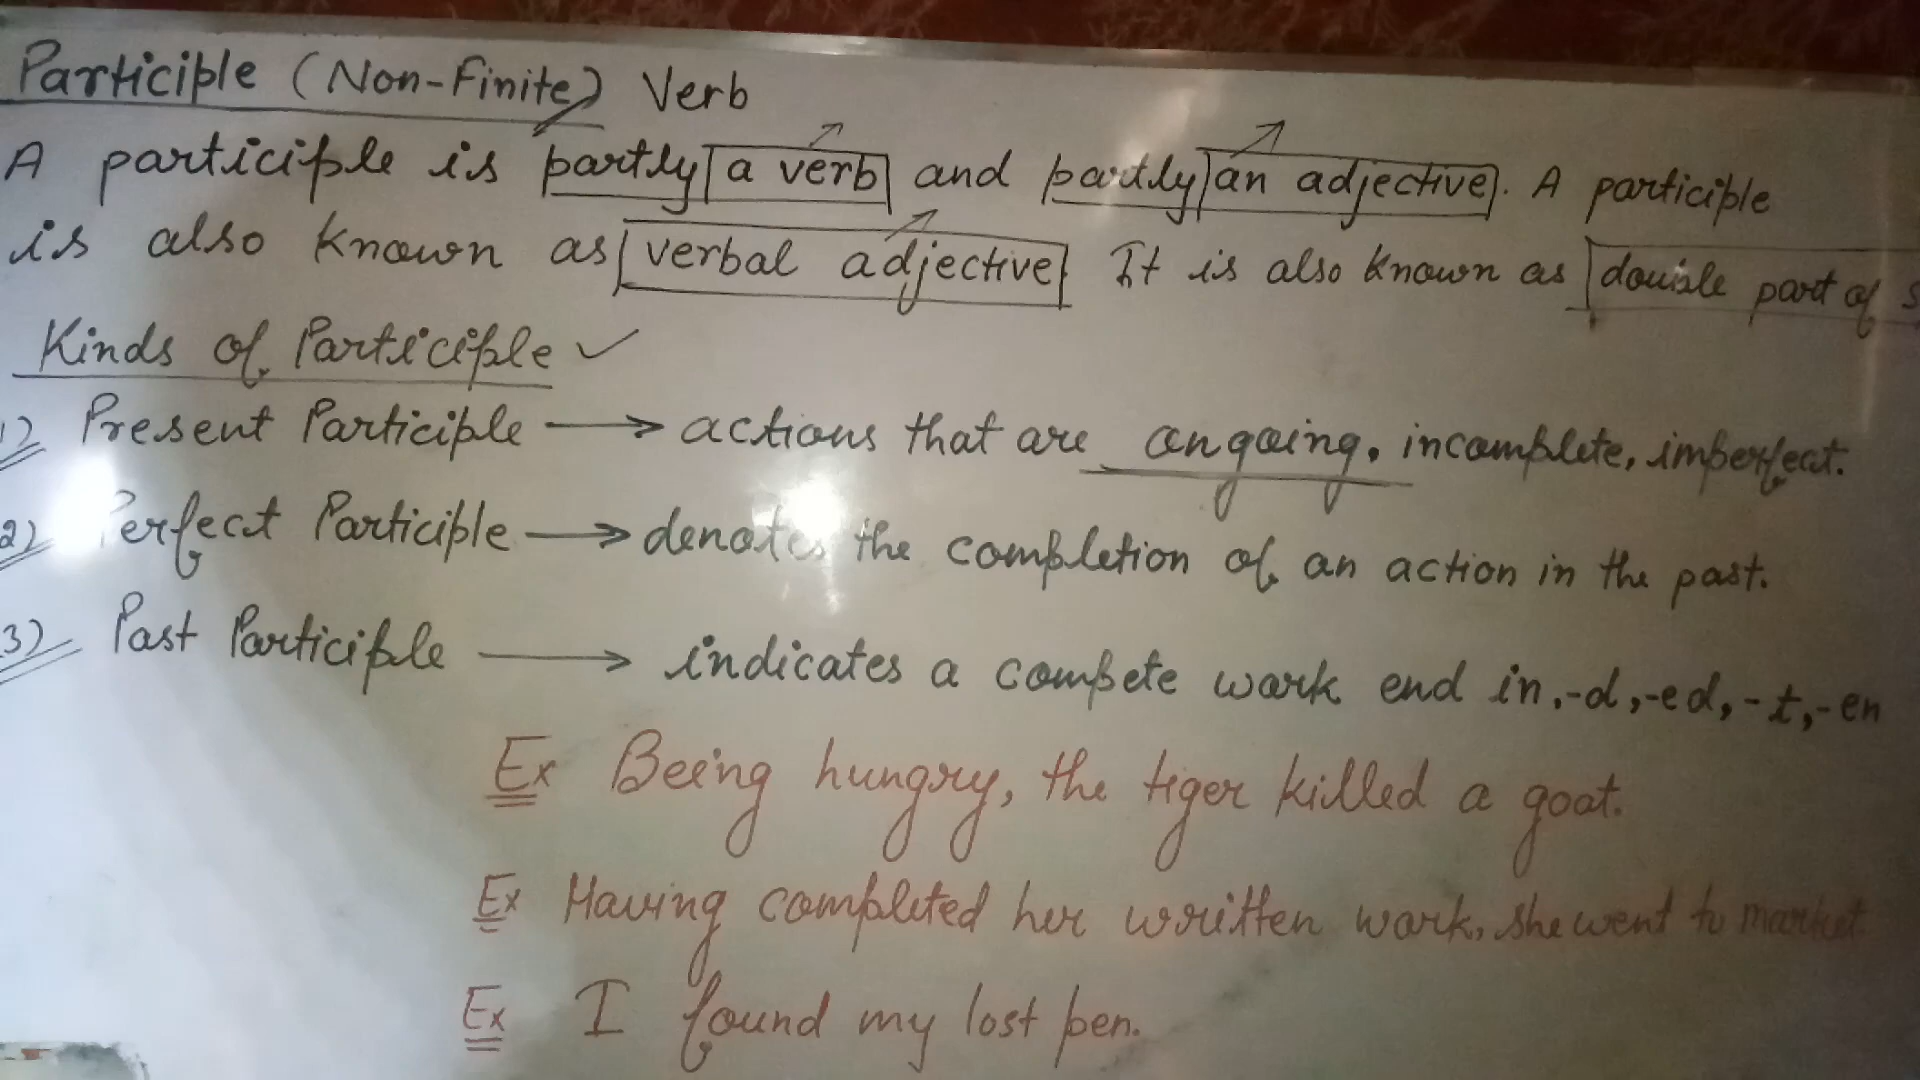 Participle (Non-Finite) Verb
A participle is partly a verb and partly an adjective. A participle
is also known as verbal adjective. It is also known as double part of
Kinds of Participle ✓
1) Present Participle → actions that are ongoing, incomplete, imperfect.
2) Perfect Participle → denotes the completion of an action in the past.
3) Past Participle → indicates a compete work end in, -d, -ed, -t, -en
Ex Being hungry, the tiger killed a goat.
Ex Having completed her written work, she went to market
Ex I found my lost pen.